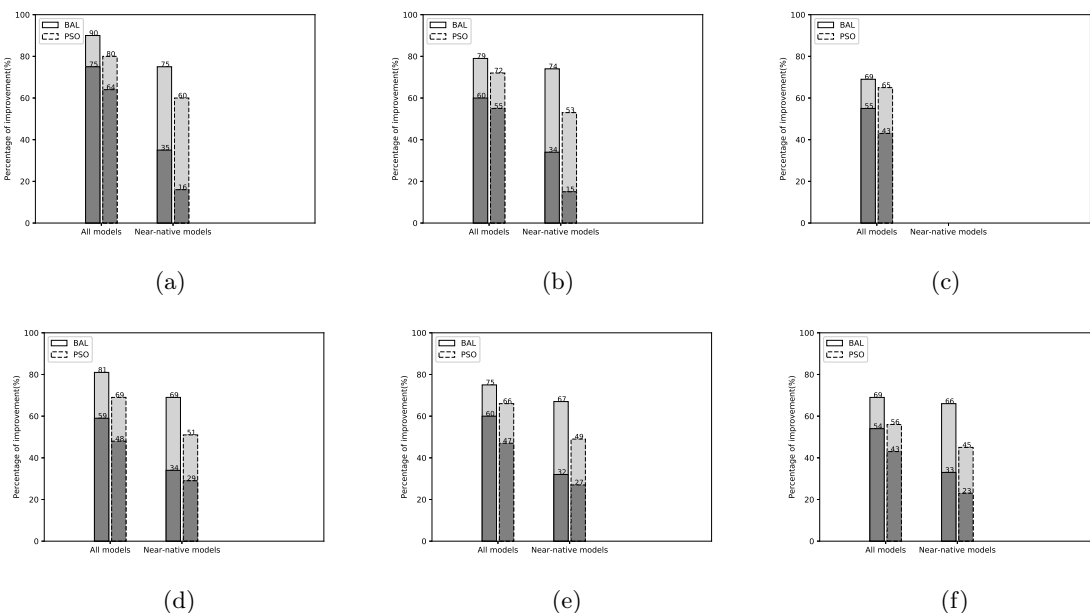 100
80
60
40
20
0
Percentage of improvement(%)
BAL
PSO
90
75
80
64
75
35
60
16
All models
Near-native models
(a)
100
80
60
40
20
0
Percentage of improvement(%)
BAL
PSO
79
60
72
55
74
34
53
15
All models
Near-native models
(b)
100
80
60
40
20
0
Percentage of improvement(%)
BAL
PSO
69
55
65
43
All models
Near-native models
(c)
100
80
60
40
20
0
Percentage of improvement(%)
BAL
PSO
81
59
69
48
69
34
51
29
All models
Near-native models
(d)
100
80
60
40
20
0
Percentage of improvement(%)
BAL
PSO
75
60
66
47
67
32
49
27
All models
Near-native models
(e)
100
80
60
40
20
0
Percentage of improvement(%)
BAL
PSO
69
54
56
43
66
33
45
23
All models
Near-native models
(f)